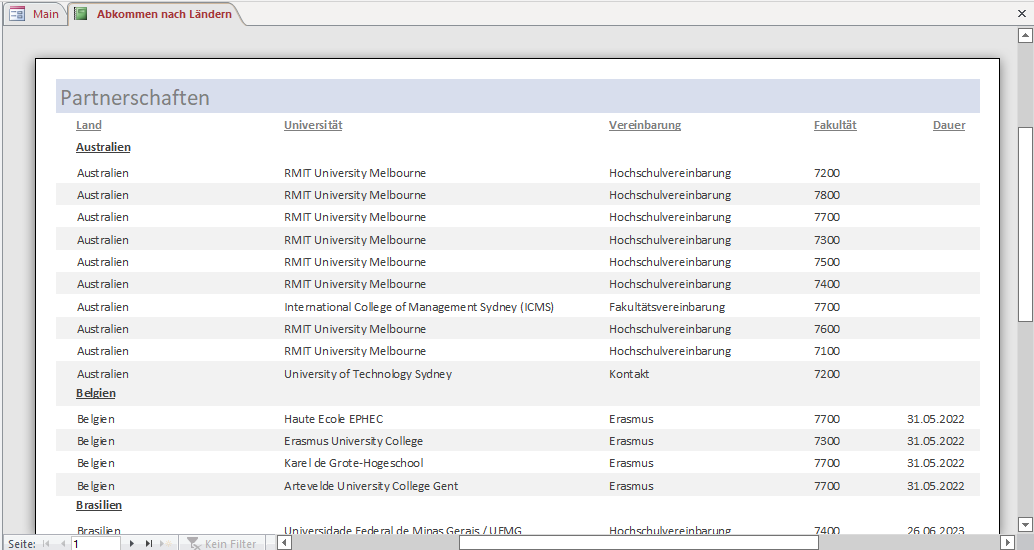 Main Abkommen nach Ländern
Partnerschaften
Land Universität Vereinbarung Fakultät Dauer
Australien
Australien RMIT University Melbourne Hochschulvereinbarung 7200
Australien RMIT University Melbourne Hochschulvereinbarung 7800
Australien RMIT University Melbourne Hochschulvereinbarung 7700
Australien RMIT University Melbourne Hochschulvereinbarung 7300
Australien RMIT University Melbourne Hochschulvereinbarung 7500
Australien RMIT University Melbourne Hochschulvereinbarung 7400
Australien International College of Management Sydney (ICMS) Fakultätsvereinbarung 7700
Australien RMIT University Melbourne Hochschulvereinbarung 7600
Australien RMIT University Melbourne Hochschulvereinbarung 7100
Australien University of Technology Sydney Kontakt 7200
Belgien
Belgien Haute Ecole EPHEC Erasmus 7700 31.05.2022
Belgien Erasmus University College Erasmus 7300 31.05.2022
Belgien Karel de Grote-Hogeschool Erasmus 7700 31.05.2022
Belgien Artevelde University College Gent Erasmus 7700 31.05.2022
Brasilien
Brasilien Universidade Federal de Minas Gerais / UFMG Hochschulvereinbarung 7400 26.06.2023
Seite: 1 Kein Filter